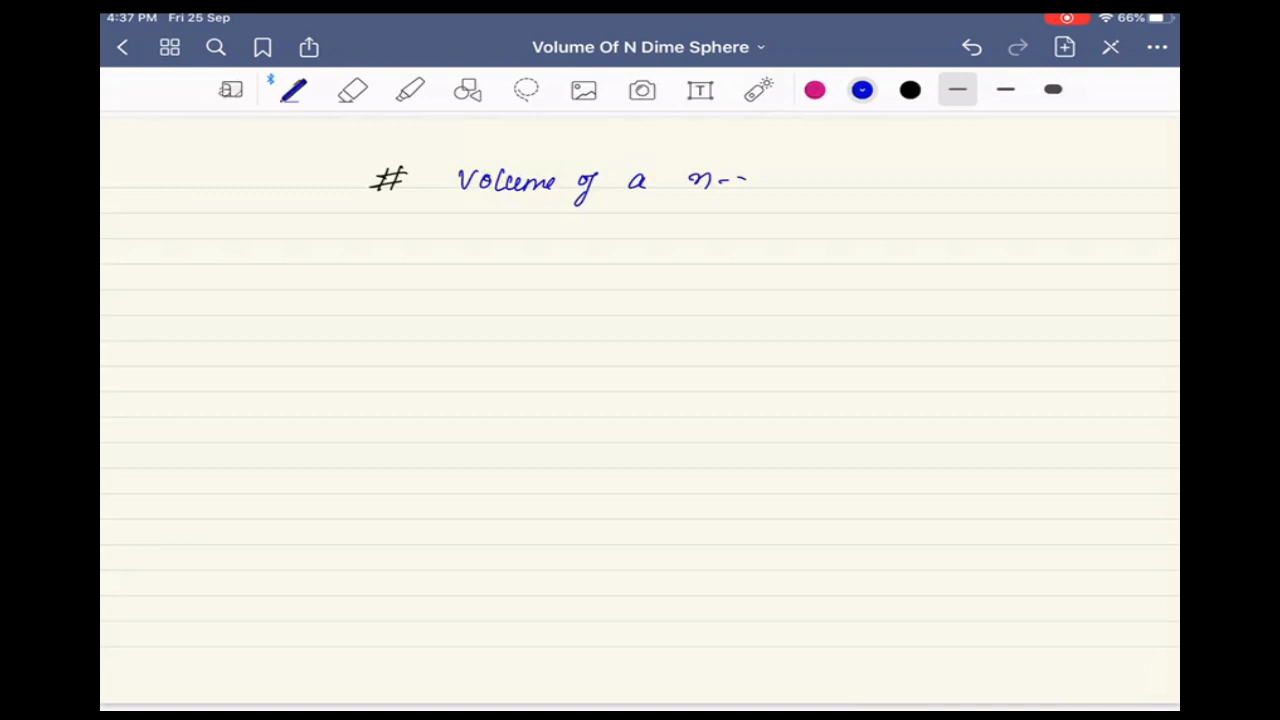 4:37 PM Fri 25 Sep 66%
Volume Of N Dime Sphere
T
# Volume of a n--